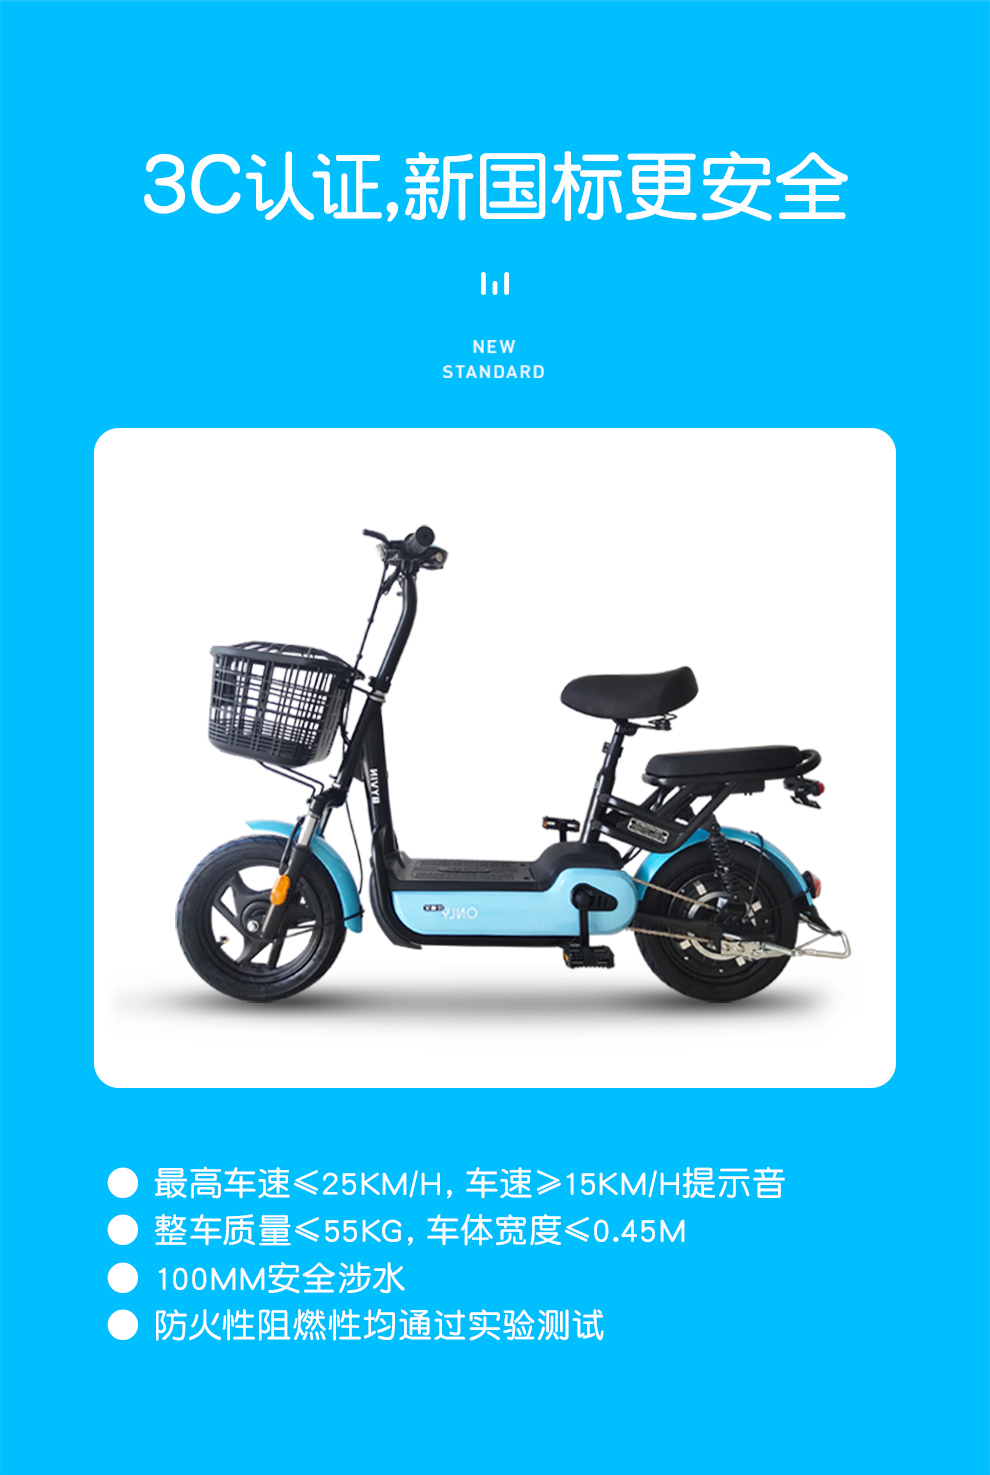 3C认证,新国标更安全
NEW
STANDARD
BYVIN
ONLY
最高车速≤25KM/H, 车速≥15KM/H提示音
整车质量≤55KG, 车体宽度≤0.45M
100MM安全涉水
防火性阻燃性均通过实验测试